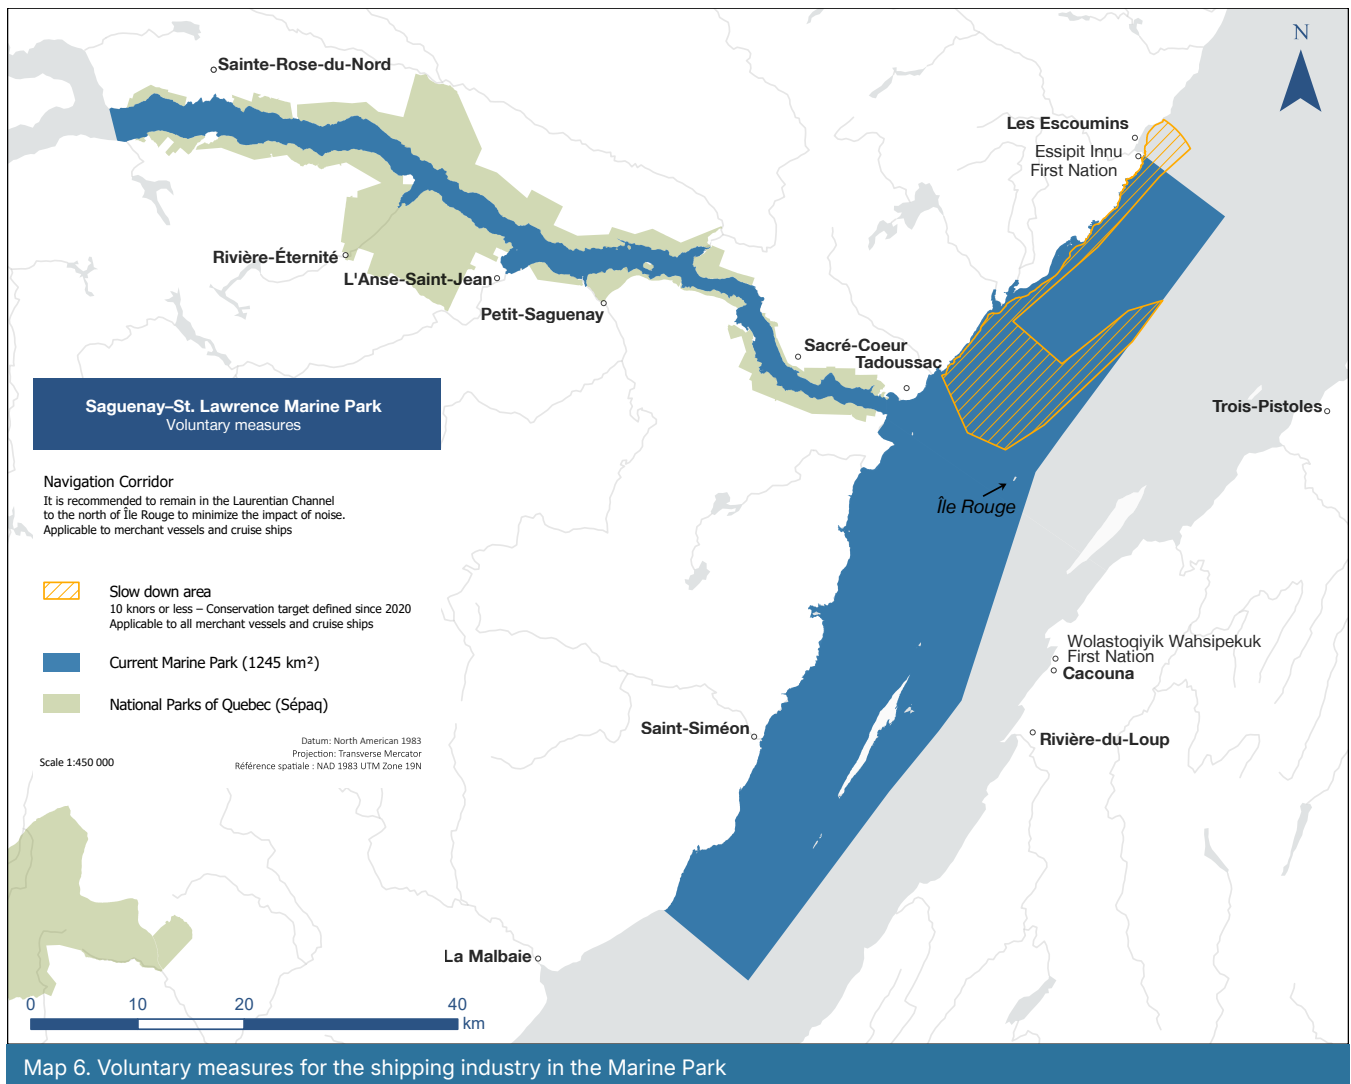 N
Sainte-Rose-du-Nord
Les Escoumins
Essipit Innu
First Nation
Rivière-Éternité
L'Anse-Saint-Jean
Petit-Saguenay
Sacré-Coeur
Tadoussac
Trois-Pistoles
Île Rouge
Saguenay–St. Lawrence Marine Park
Voluntary measures
Navigation Corridor
It is recommended to remain in the Laurentian Channel
to the north of Île Rouge to minimize the impact of noise.
Applicable to merchant vessels and cruise ships
Slow down area
10 knors or less – Conservation target defined since 2020
Applicable to all merchant vessels and cruise ships
Current Marine Park (1245 km²)
National Parks of Quebec (Sépaq)
Datum: North American 1983
Projection: Transverse Mercator
Référence spatiale : NAD 1983 UTM Zone 19N
Scale 1:450 000
Wolastoqiyik Wahsipekuk
First Nation
Cacouna
Saint-Siméon
Rivière-du-Loup
La Malbaie
0 10 20 40
km
Map 6. Voluntary measures for the shipping industry in the Marine Park